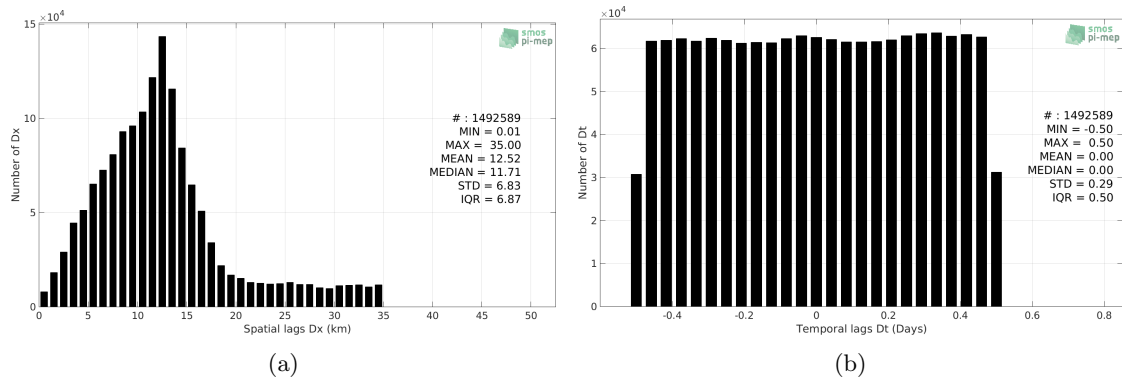 ×10⁴
15
10
5
0
0 5 10 15 20 25 30 35 40 45 50
Number of Dx
Spatial lags Dx (km)
smos
pi-mep
# : 1492589
MIN = 0.01
MAX = 35.00
MEAN = 12.52
MEDIAN = 11.71
STD = 6.83
IQR = 6.87
(a)
×10⁴
6
5
4
3
2
1
0
-0.4 -0.2 0 0.2 0.4 0.6 0.8
Number of Dt
Temporal lags Dt (Days)
smos
pi-mep
# : 1492589
MIN = -0.50
MAX = 0.50
MEAN = 0.00
MEDIAN = 0.00
STD = 0.29
IQR = 0.50
(b)